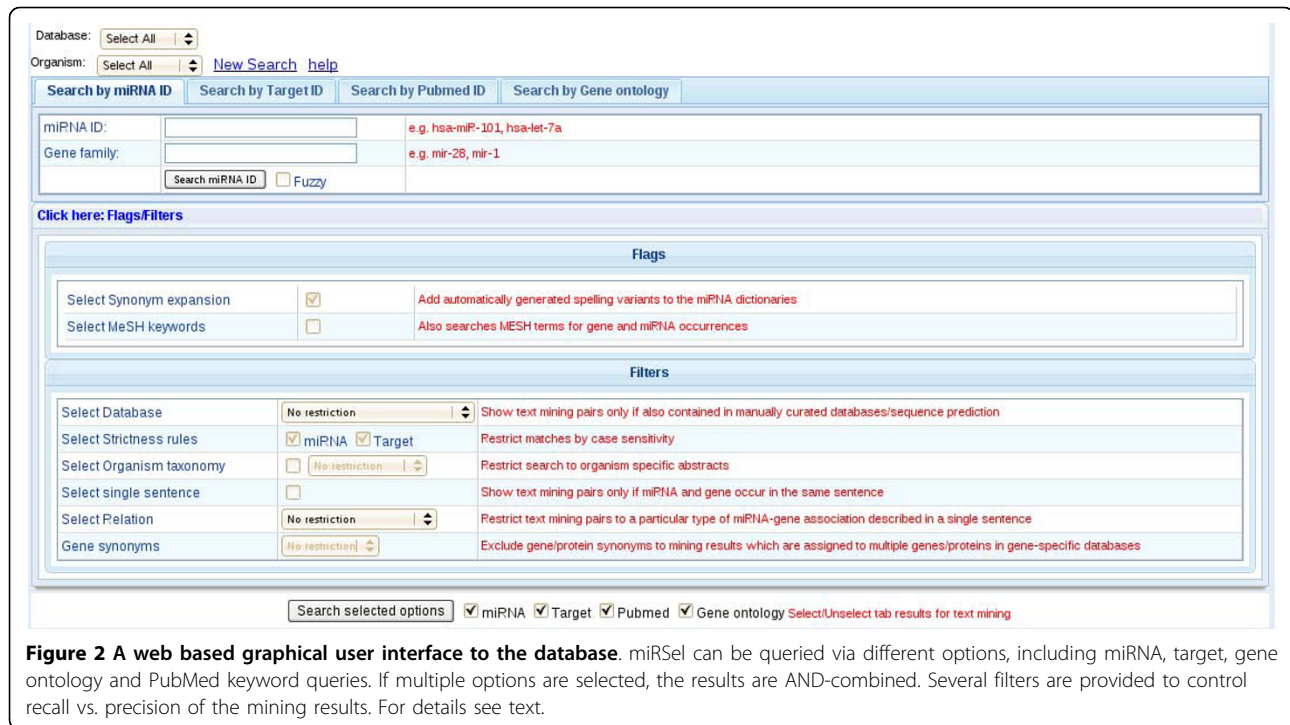 Database: Select All
Organism: Select All New Search help
Search by miRNA ID Search by Target ID Search by Pubmed ID Search by Gene ontology
miRNA ID: e.g. hsa-miR-101, hsa-let-7a
Gene family: e.g. mir-28, mir-1
Search miRNA ID Fuzzy
Click here: Flags/Filters
Flags
Select Synonym expansion Add automatically generated spelling variants to the miRNA dictionaries
Select MeSH keywords Also searches MESH terms for gene and miRNA occurrences
Filters
Select Database No restriction Show text mining pairs only if also contained in manually curated databases/sequence prediction
Select Strictness rules miRNA Target Restrict matches by case sensitivity
Select Organism taxonomy No restriction Restrict search to organism specific abstracts
Select single sentence Show text mining pairs only if miRNA and gene occur in the same sentence
Select Relation No restriction Restrict text mining pairs to a particular type of miRNA-gene association described in a single sentence
Gene synonyms No restriction Exclude gene/protein synonyms to mining results which are assigned to multiple genes/proteins in gene-specific databases
Search selected options miRNA Target Pubmed Gene ontology Select/Unselect tab results for text mining
Figure 2 A web based graphical user interface to the database. miRSel can be queried via different options, including miRNA, target, gene
ontology and PubMed keyword queries. If multiple options are selected, the results are AND-combined. Several filters are provided to control
recall vs. precision of the mining results. For details see text.